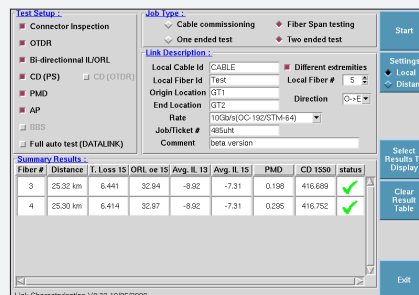 Test Setup :
Connector Inspection
OTDR
Bi-directionnal IL/ORL
CD (PS)
CD (OTDR)
PMD
AP
BBS
Full auto test (DATALINK)
Job Type :
Cable commissioning
Fiber Span testing
One ended test
Two ended test
Link Description :
Local Cable Id CABLE
Different extremities
Local Fiber Id Test
Local Fiber # 5
Origin Location GT1
End Location GT2
Direction O->E
Rate 10Gb/s(OC-192/STM-64)
Job/Ticket # 485uht
Comment beta version
Summary Results :
Fiber # Distance T. Loss 15 ORL oe 15 Avg. IL 13 Avg. IL 15 PMD CD 1550 status
3 25.32 km 6.441 32.94 -8.92 -7.31 0.198 416.689
4 25.30 km 6.414 32.97 -8.92 -7.31 0.295 416.752
Start
Settings
Local
Distan
Select
Results T
Display
Clear
Result
Table
Exit